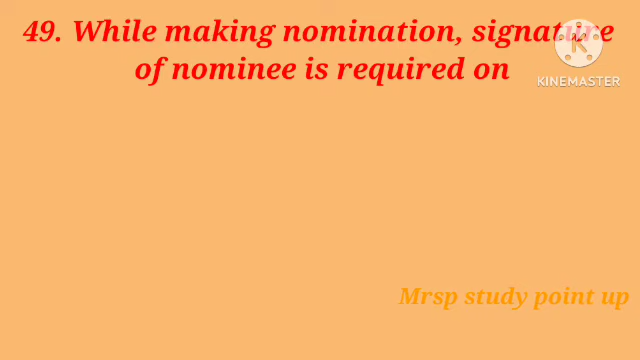 49. While making nomination, signature
of nominee is required on
KINEMASTER
Mrsp study point up